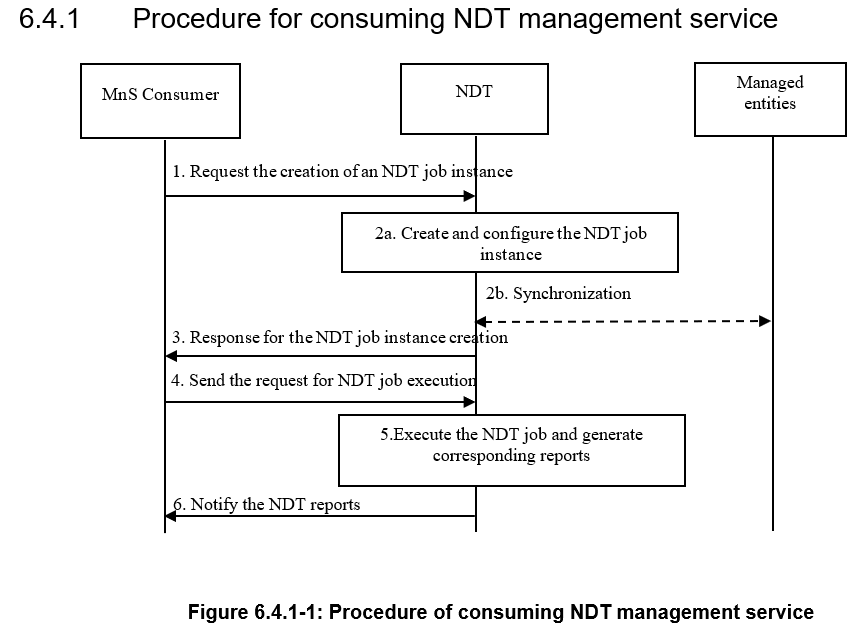 6.4.1 Procedure for consuming NDT management service
MnS Consumer
NDT
Managed
entities
1. Request the creation of an NDT job instance
2a. Create and configure the NDT job
instance
2b. Synchronization
3. Response for the NDT job instance creation
4. Send the request for NDT job execution
5.Execute the NDT job and generate
corresponding reports
6. Notify the NDT reports
Figure 6.4.1-1: Procedure of consuming NDT management service